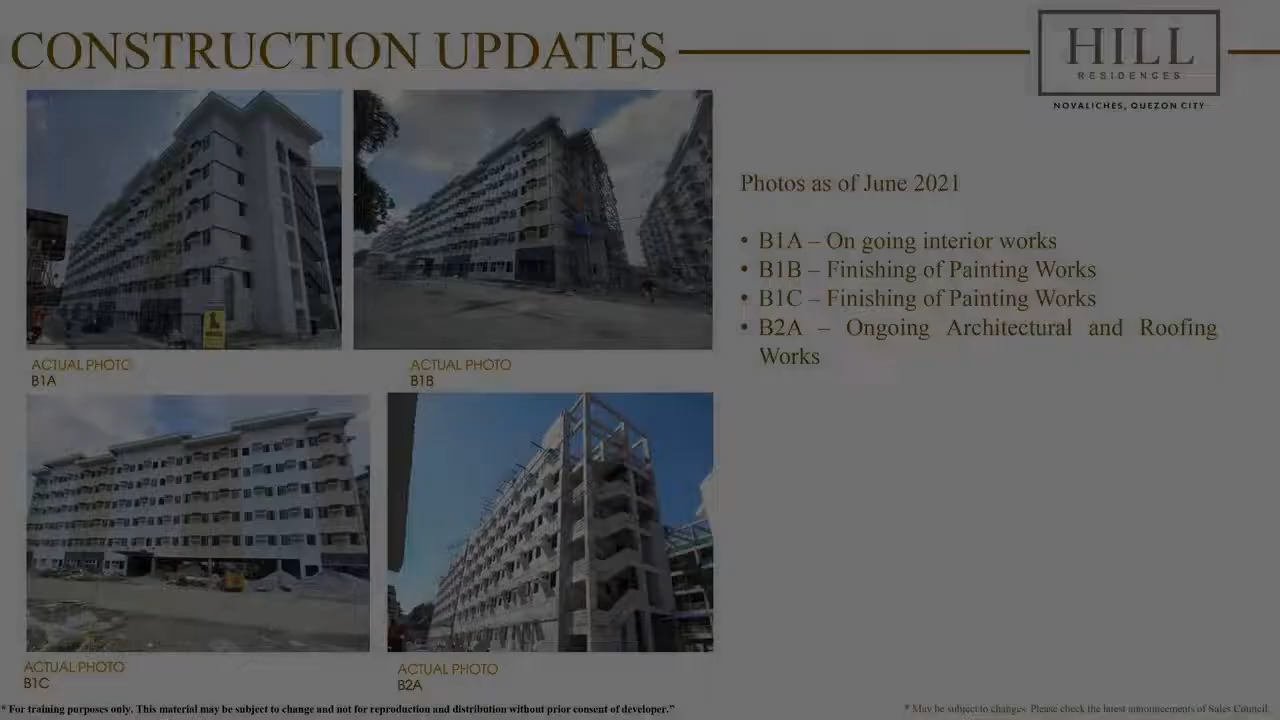 CONSTRUCTION UPDATES
HILL
RESIDENCES
NOVALICHES, QUEZON CITY
Photos as of June 2021
• B1A – On going interior works
• B1B – Finishing of Painting Works
• B1C – Finishing of Painting Works
• B2A – Ongoing Architectural and Roofing
Works
ACTUAL PHOTO
B1A
ACTUAL PHOTO
B1B
ACTUAL PHOTO
B1C
ACTUAL PHOTO
B2A
* For training purposes only. This material may be subject to change and not for reproduction and distribution without prior consent of developer.”
* May be subject to changes. Please check the latest announcements of Sales Council.